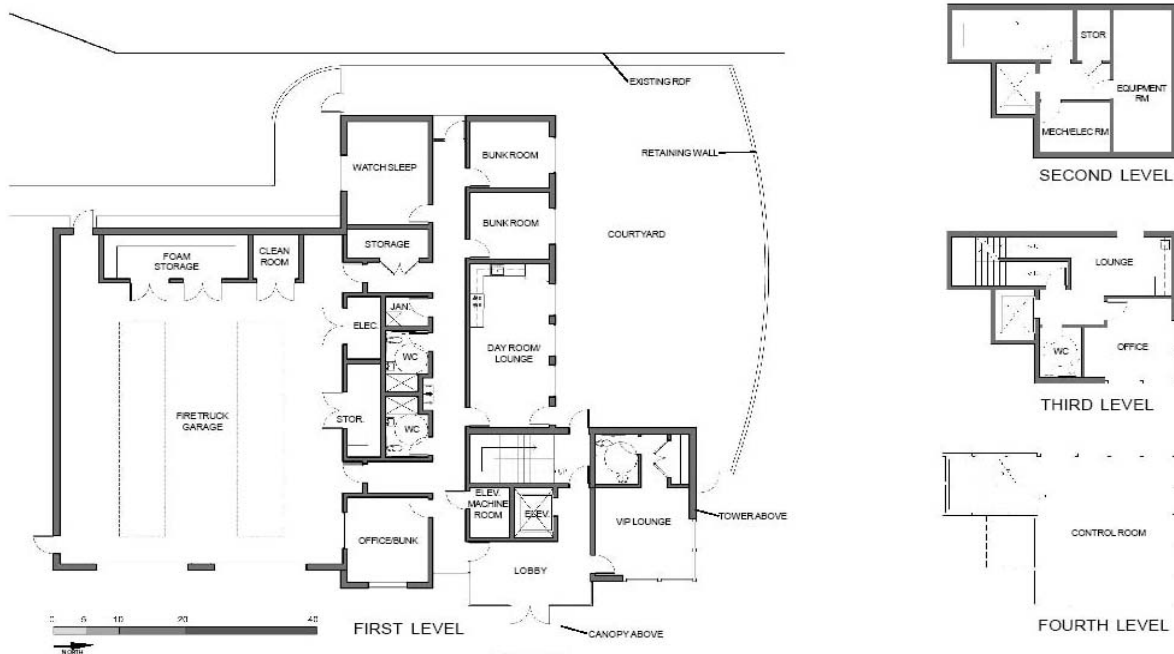 EXISTING RDF
RETAINING WALL
WATCH SLEEP
BUNK ROOM
BUNK ROOM
COURTYARD
STORAGE
FOAM
STORAGE
CLEAN
ROOM
JAN.
ELEC.
WC
DAY ROOM/
LOUNGE
FIRE TRUCK
GARAGE
STOR.
WC
ELEV.
MACHINE
ROOM
ELEV.
VIP LOUNGE
TOWER ABOVE
OFFICE/BUNK
LOBBY
CANOPY ABOVE
0 5 10 20 40
NORTH
FIRST LEVEL
STOR
EQUIPMENT
RM
MECH/ELEC RM
SECOND LEVEL
LOUNGE
WC
OFFICE
THIRD LEVEL
CONTROL ROOM
FOURTH LEVEL